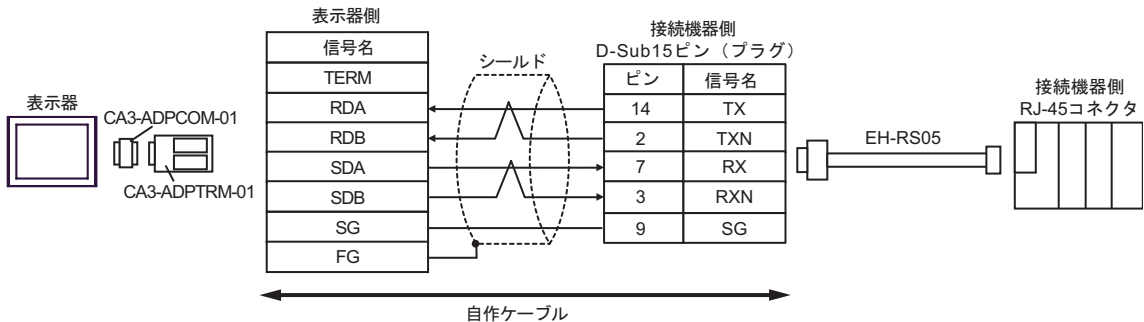 表示器
CA3-ADPCOM-01
CA3-ADPTRM-01
表示器側
信号名
TERM
RDA
RDB
SDA
SDB
SG
FG
シールド
接続機器側
D-Sub15ピン（プラグ）
ピン 信号名
14 TX
2 TXN
7 RX
3 RXN
9 SG
EH-RS05
接続機器側
RJ-45コネクタ
自作ケーブル